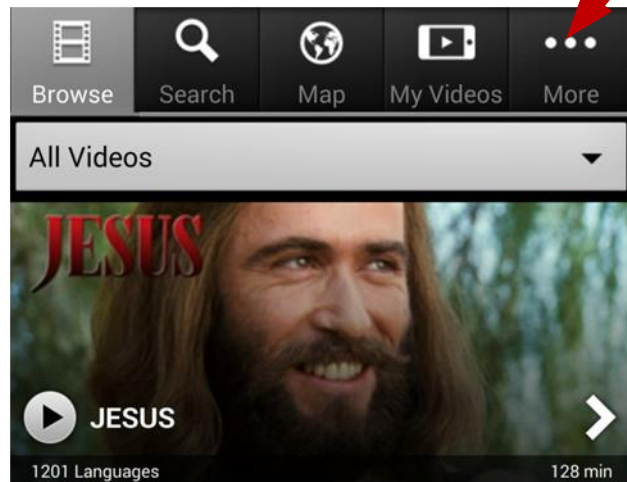 Browse Search Map My Videos More
All Videos
JESUS
JESUS
1201 Languages 128 min